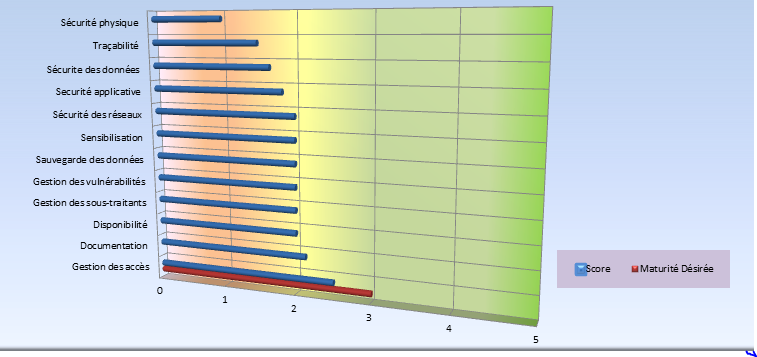 Sécurité physique
Traçabilité
Sécurite des données
Securité applicative
Sécurité des réseaux
Sensibilisation
Sauvegarde des données
Gestion des vulnérabilités
Gestion des sous-traitants
Disponibilité
Documentation
Gestion des accès
0 1 2 3 4 5
Score Maturité Désirée